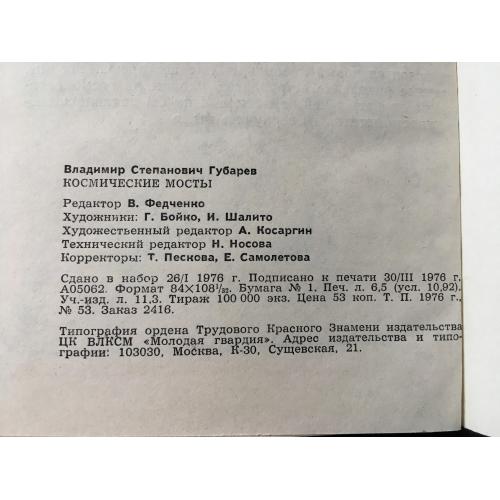 Владимир Степанович Губарев
КОСМИЧЕСКИЕ МОСТЫ
Редактор В. Федченко
Художники: Г. Бойко, И. Шалито
Художественный редактор А. Косаргин
Технический редактор Н. Носова
Корректоры: Т. Пескова, Е. Самолетова
Сдано в набор 26/I 1976 г. Подписано к печати 30/III 1976 г.
А05062. Формат 84×108¹/₃₂. Бумага № 1. Печ. л. 6,5 (усл. 10,92).
Уч.-изд. л. 11,3. Тираж 100 000 экз. Цена 53 коп. Т. П. 1976 г.,
№ 53. Заказ 2416.
Типография ордена Трудового Красного Знамени издательства
ЦК ВЛКСМ «Молодая гвардия». Адрес издательства и типо-
графии: 103030, Москва, К-30, Сущевская, 21.